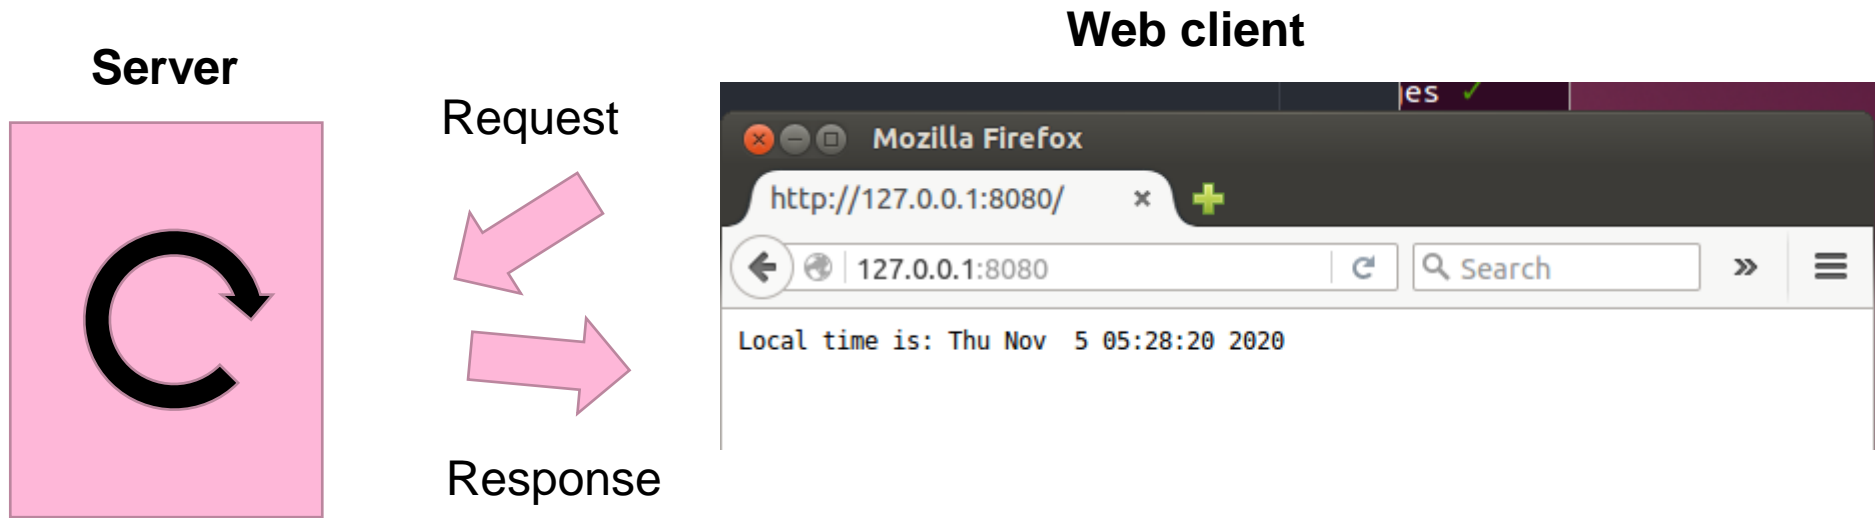 Web client
Server
Request
es ✓
Mozilla Firefox
http://127.0.0.1:8080/
127.0.0.1:8080
Search
Local time is: Thu Nov  5 05:28:20 2020
Response